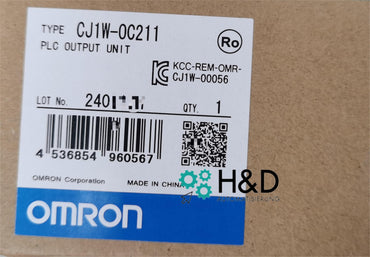 TYPE CJ1W-OC211
PLC OUTPUT UNIT
Ro
KCC-REM-OMR-
CJ1W-00056
LOT No. 240
QTY. 1
4 536854 960567
OMRON Corporation MADE IN CHINA
H&D
OMRON